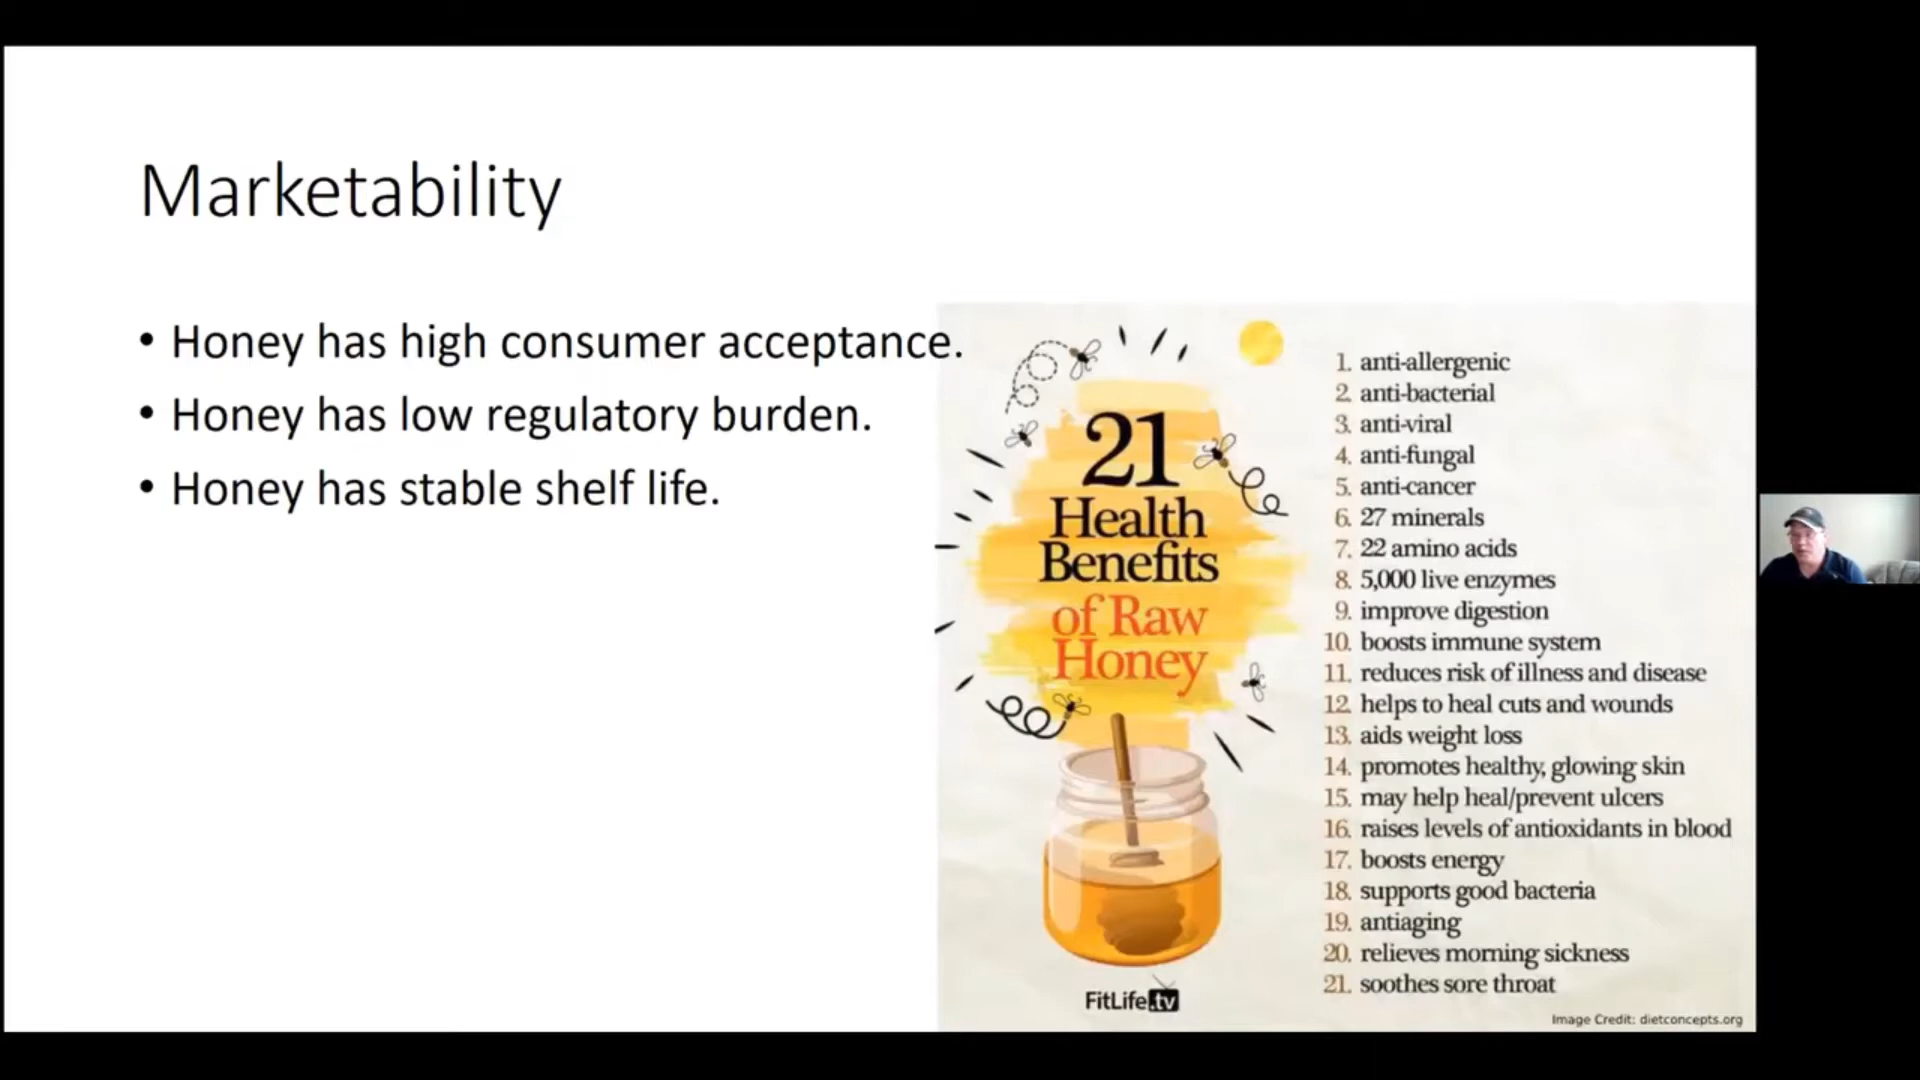 Marketability
• Honey has high consumer acceptance.
• Honey has low regulatory burden.
• Honey has stable shelf life.
21
Health
Benefits
of Raw
Honey
FitLife.tv
1. anti-allergenic
2. anti-bacterial
3. anti-viral
4. anti-fungal
5. anti-cancer
6. 27 minerals
7. 22 amino acids
8. 5,000 live enzymes
9. improve digestion
10. boosts immune system
11. reduces risk of illness and disease
12. helps to heal cuts and wounds
13. aids weight loss
14. promotes healthy, glowing skin
15. may help heal/prevent ulcers
16. raises levels of antioxidants in blood
17. boosts energy
18. supports good bacteria
19. antiaging
20. relieves morning sickness
21. soothes sore throat
Image Credit: dietconcepts.org